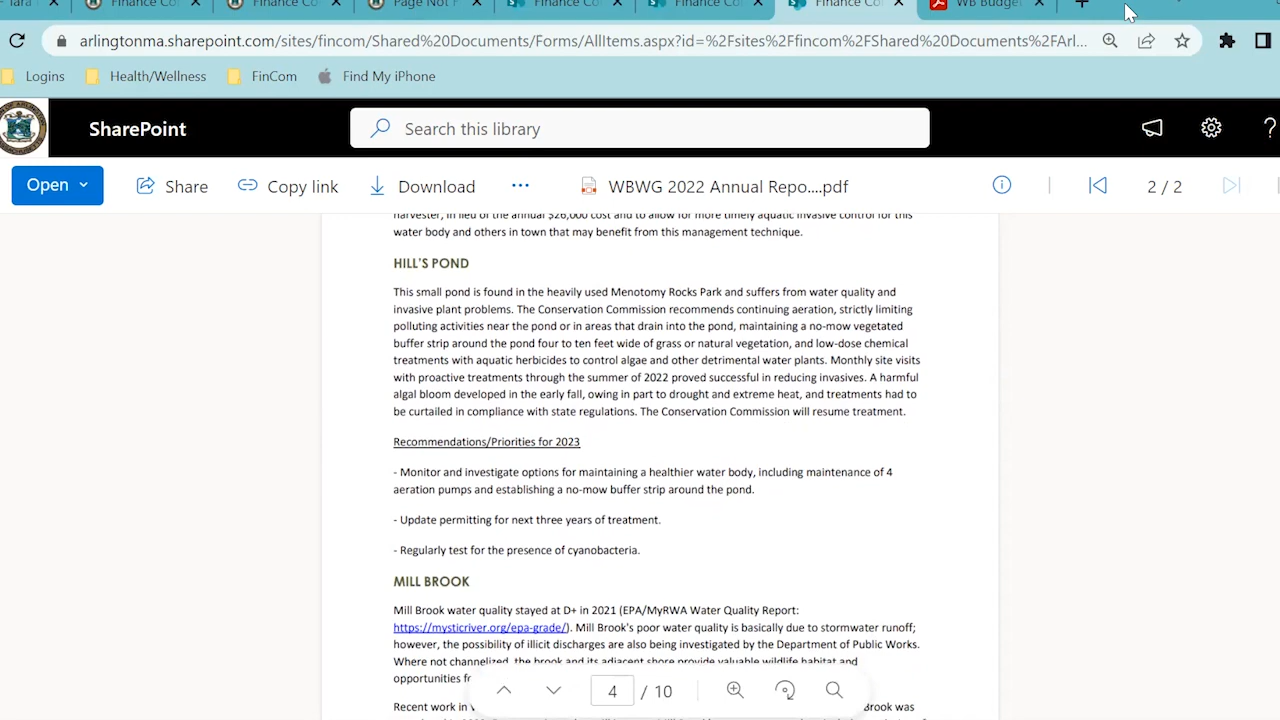 Finance Co
Finance Co
Page Not F
Finance Co
Finance Co
Finance Co
WB Budget
arlingtonma.sharepoint.com/sites/fincom/Shared%20Documents/Forms/AllItems.aspx?id=%2Fsites%2Ffincom%2FShared%20Documents%2FArl...
Logins
Health/Wellness
FinCom
Find My iPhone
SharePoint
Search this library
Open
Share
Copy link
Download
...
WBWG 2022 Annual Repo....pdf
2 / 2
harvester, in lieu of the annual $26,000 cost and to allow for more timely aquatic invasive control for this
water body and others in town that may benefit from this management technique.
HILL'S POND
This small pond is found in the heavily used Menotomy Rocks Park and suffers from water quality and
invasive plant problems. The Conservation Commission recommends continuing aeration, strictly limiting
polluting activities near the pond or in areas that drain into the pond, maintaining a no-mow vegetated
buffer strip around the pond four to ten feet wide of grass or natural vegetation, and low-dose chemical
treatments with aquatic herbicides to control algae and other detrimental water plants. Monthly site visits
with proactive treatments through the summer of 2022 proved successful in reducing invasives. A harmful
algal bloom developed in the early fall, owing in part to drought and extreme heat, and treatments had to
be curtailed in compliance with state regulations. The Conservation Commission will resume treatment.
Recommendations/Priorities for 2023
- Monitor and investigate options for maintaining a healthier water body, including maintenance of 4
aeration pumps and establishing a no-mow buffer strip around the pond.
- Update permitting for next three years of treatment.
- Regularly test for the presence of cyanobacteria.
MILL BROOK
Mill Brook water quality stayed at D+ in 2021 (EPA/MyRWA Water Quality Report:
https://mysticriver.org/epa-grade/). Mill Brook's poor water quality is basically due to stormwater runoff;
however, the possibility of illicit discharges are also being investigated by the Department of Public Works.
Where not channelized, the brook and its adjacent shore provide valuable wildlife habitat and
opportunities
4 / 10
Recent work in
Brook was